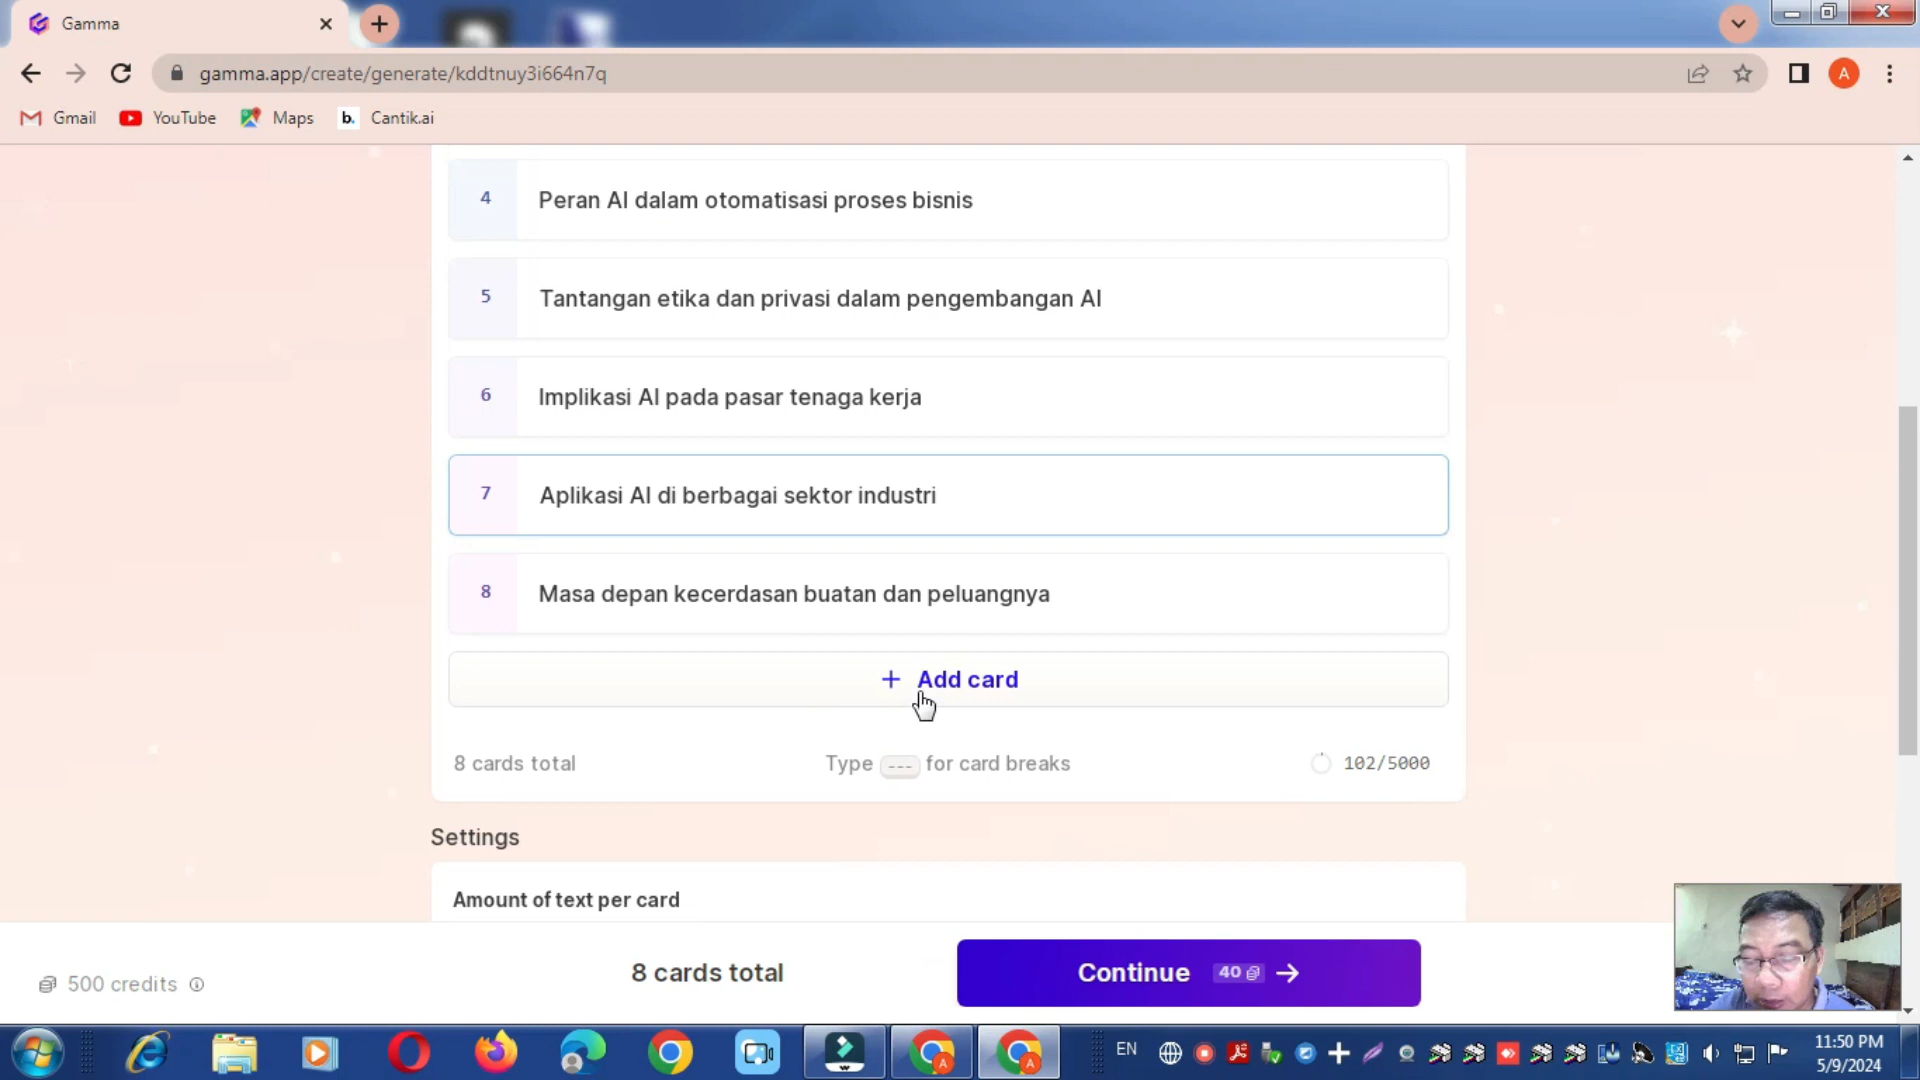 Gamma
gamma.app/create/generate/kddtnuy3i664n7q
A
Gmail
YouTube
Maps
b.
Cantik.ai
4
Peran AI dalam otomatisasi proses bisnis
5
Tantangan etika dan privasi dalam pengembangan AI
6
Implikasi AI pada pasar tenaga kerja
7
Aplikasi AI di berbagai sektor industri
8
Masa depan kecerdasan buatan dan peluangnya
+ Add card
8 cards total
Type --- for card breaks
102/5000
Settings
Amount of text per card
500 credits
8 cards total
Continue 40 →
EN
11:50 PM
5/9/2024